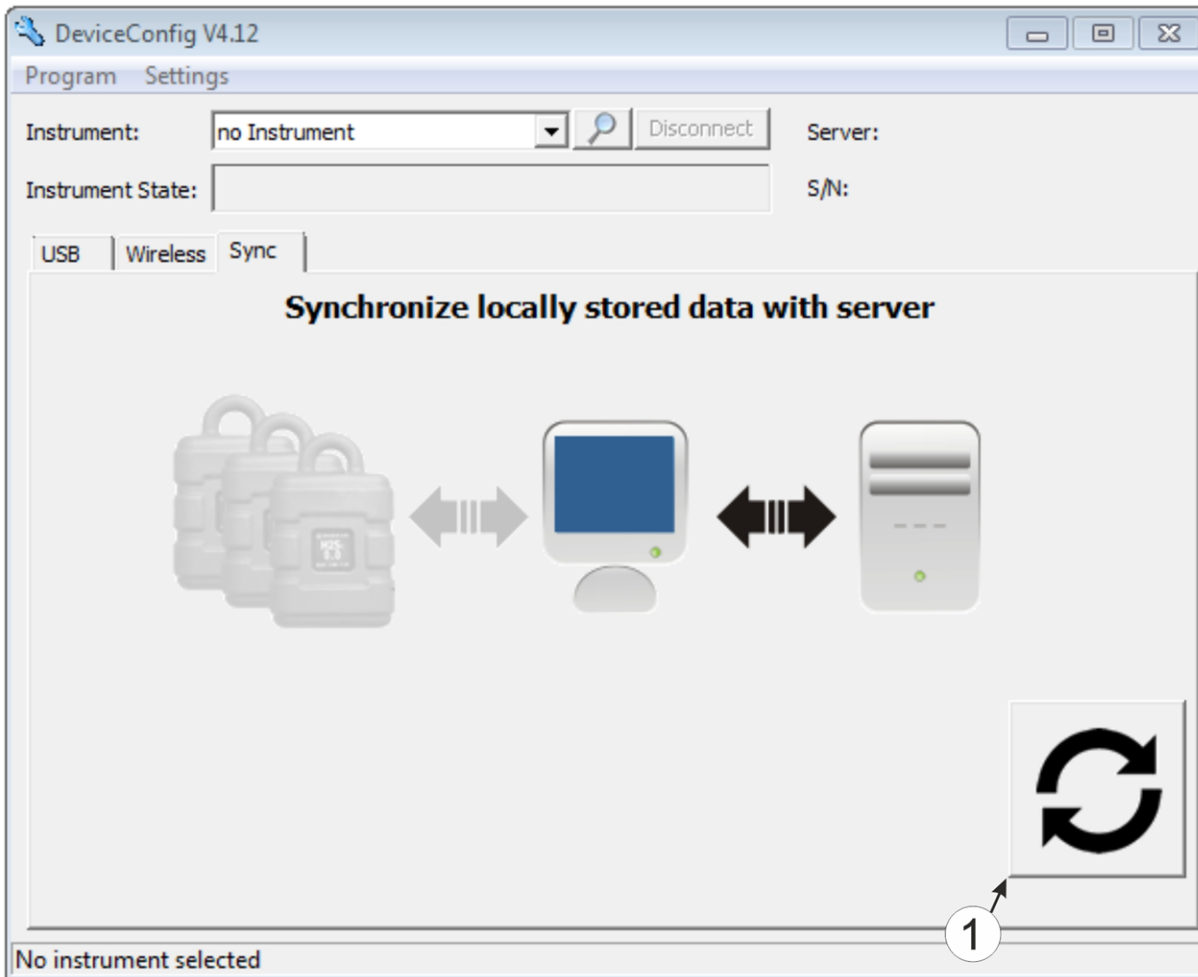 DeviceConfig V4.12
Program Settings
Instrument: no Instrument Disconnect Server:
Instrument State: S/N:
USB Wireless Sync
Synchronize locally stored data with server
1
No instrument selected